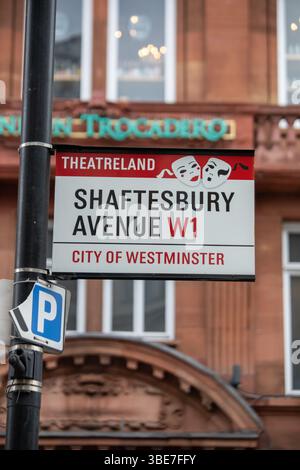 TROCADERO
THEATRELAND
SHAFTESBURY
AVENUE W1
CITY OF WESTMINSTER
P